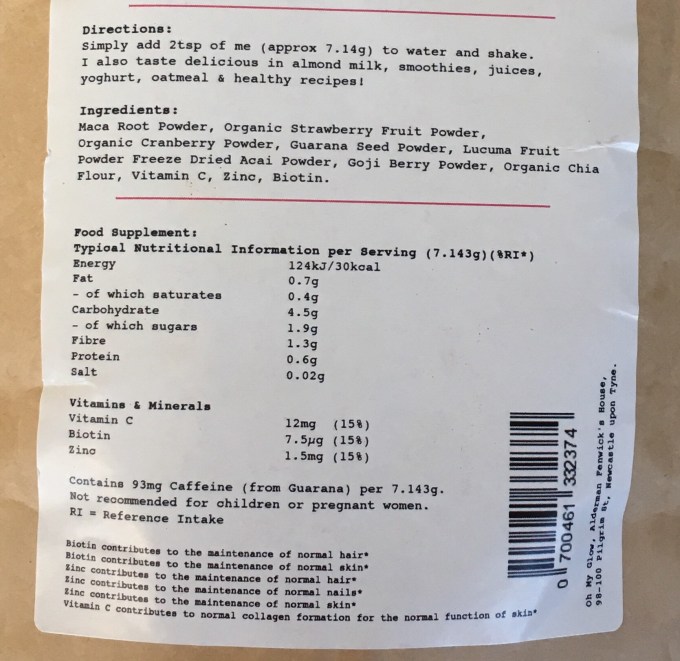 Directions:
Simply add 2tsp of me (approx 7.14g) to water and shake.
I also taste delicious in almond milk, smoothies, juices,
yoghurt, oatmeal & healthy recipes!
Ingredients:
Maca Root Powder, Organic Strawberry Fruit Powder,
Organic Cranberry Powder, Guarana Seed Powder, Lucuma Fruit
Powder Freeze Dried Acai Powder, Goji Berry Powder, Organic Chia
Flour, Vitamin C, Zinc, Biotin.
Food Supplement:
Typical Nutritional Information per Serving (7.143g)(%RI*)
Energy 124kJ/30kcal
Fat 0.7g
- of which saturates 0.4g
Carbohydrate 4.5g
- of which sugars 1.9g
Fibre 1.3g
Protein 0.6g
Salt 0.02g
Vitamins & Minerals
Vitamin C 12mg (15%)
Biotin 7.5µg (15%)
Zinc 1.5mg (15%)
Contains 93mg Caffeine (from Guarana) per 7.143g.
Not recommended for children or pregnant women.
RI = Reference Intake
Biotin contributes to the maintenance of normal hair*
Biotin contributes to the maintenance of normal skin*
Zinc contributes to the maintenance of normal hair*
Zinc contributes to the maintenance of normal nails*
Zinc contributes to the maintenance of normal skin*
Vitamin C contributes to normal collagen formation for the normal function of skin*
0 700461 332374
Oh My Glow, Alderman Fenwick's House,
98-100 Pilgrim St, Newcastle upon Tyne.